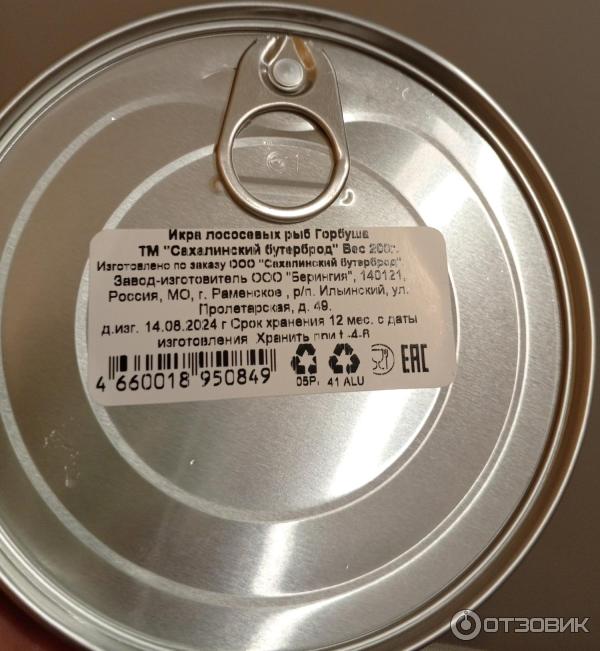 Икра лососевых рыб Горбуша
ТМ "Сахалинский бутерброд" Вес 200г.
Изготовлено по заказу ООО "Сахалинский бутерброд".
Завод-изготовитель ООО "Берингия", 140121,
Россия, МО, г. Раменское , р/п. Ильинский, ул.
Пролетарская, д. 49.
д.изг. 14.08.2024 г Срок хранения 12 мес. с даты
изготовления Хранить при t -4-
4 660018 950849
41 ALU
EAC
ОТЗОВИК